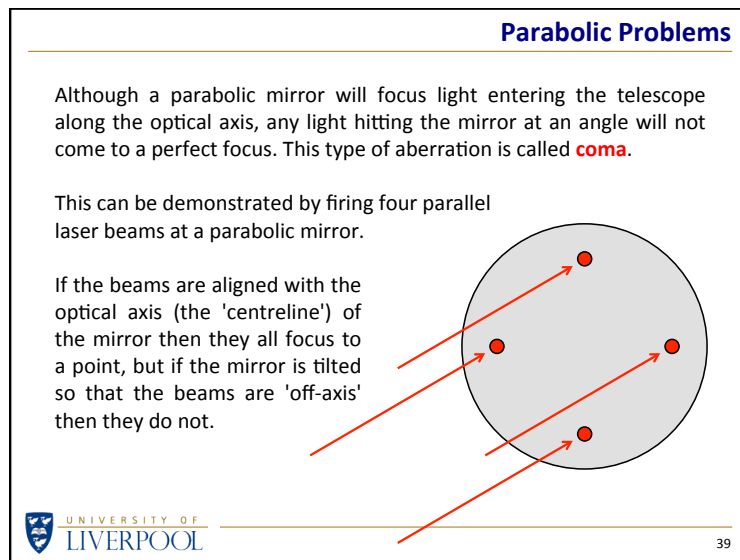 Parabolic Problems
Although a parabolic mirror will focus light entering the telescope
along the optical axis, any light hitting the mirror at an angle will not
come to a perfect focus. This type of aberration is called coma.
This can be demonstrated by firing four parallel
laser beams at a parabolic mirror.
If the beams are aligned with the
optical axis (the 'centreline') of
the mirror then they all focus to
a point, but if the mirror is tilted
so that the beams are 'off-axis'
then they do not.
UNIVERSITY OF
LIVERPOOL
39